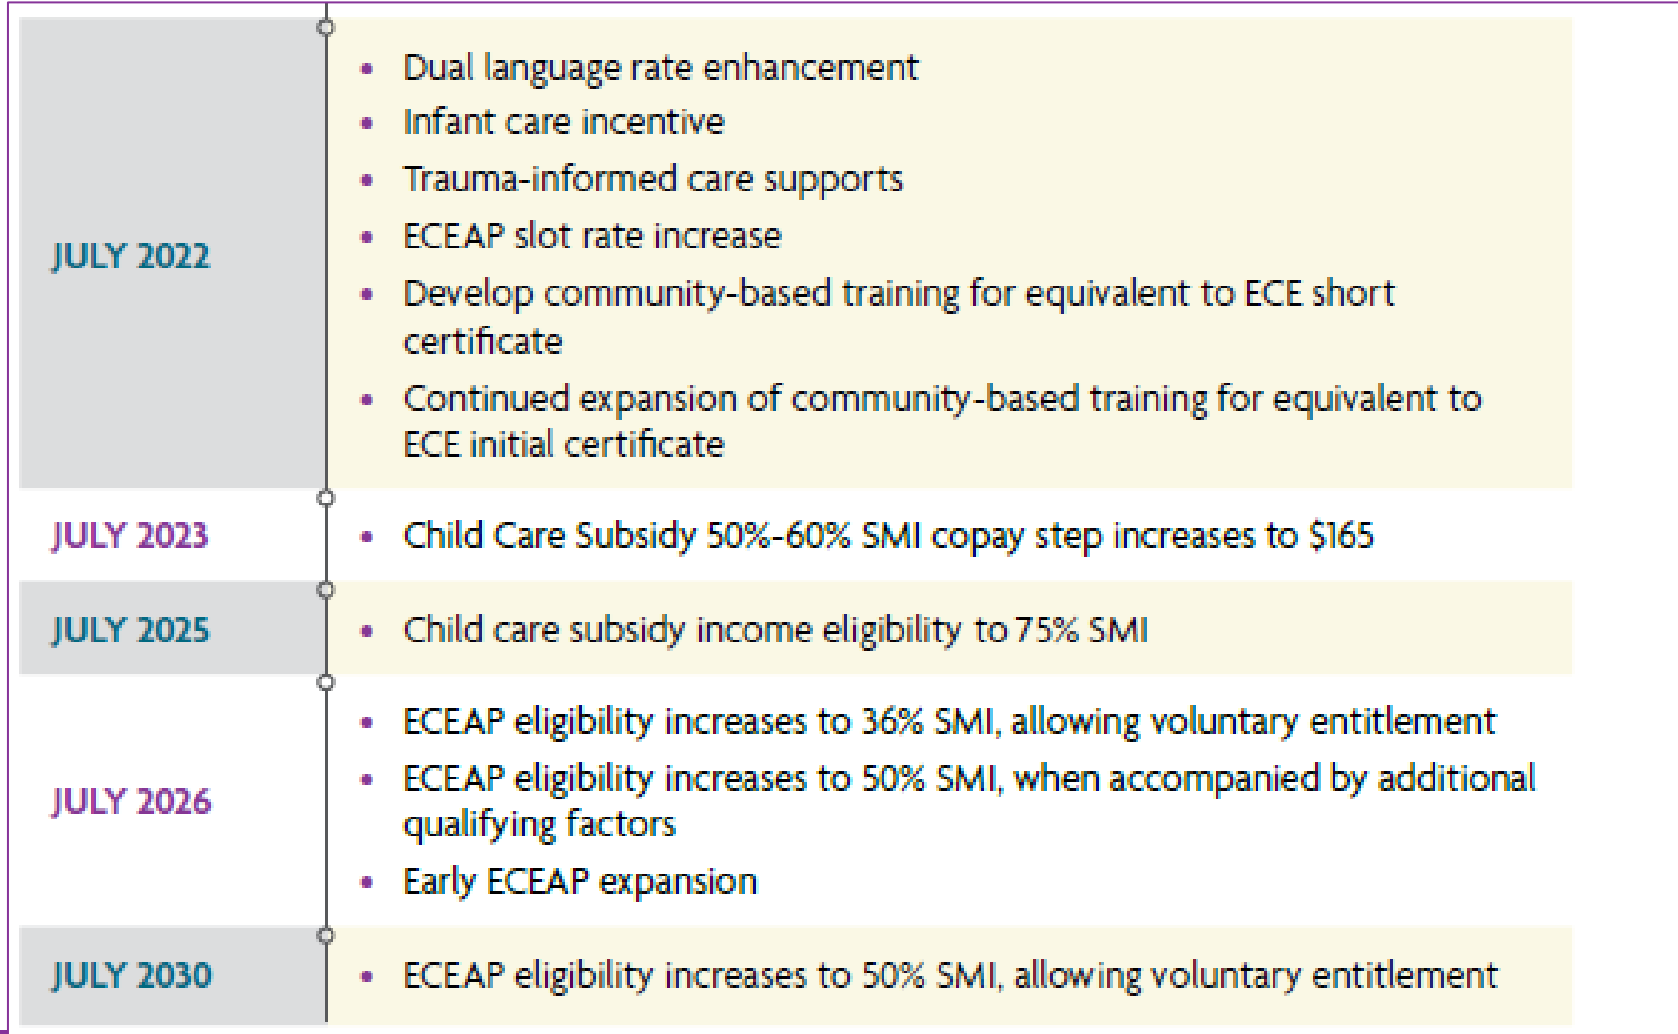 JULY 2022
• Dual language rate enhancement
• Infant care incentive
• Trauma-informed care supports
• ECEAP slot rate increase
• Develop community-based training for equivalent to ECE short
certificate
• Continued expansion of community-based training for equivalent to
ECE initial certificate
JULY 2023
• Child Care Subsidy 50%-60% SMI copay step increases to $165
JULY 2025
• Child care subsidy income eligibility to 75% SMI
JULY 2026
• ECEAP eligibility increases to 36% SMI, allowing voluntary entitlement
• ECEAP eligibility increases to 50% SMI, when accompanied by additional
qualifying factors
• Early ECEAP expansion
JULY 2030
• ECEAP eligibility increases to 50% SMI, allowing voluntary entitlement